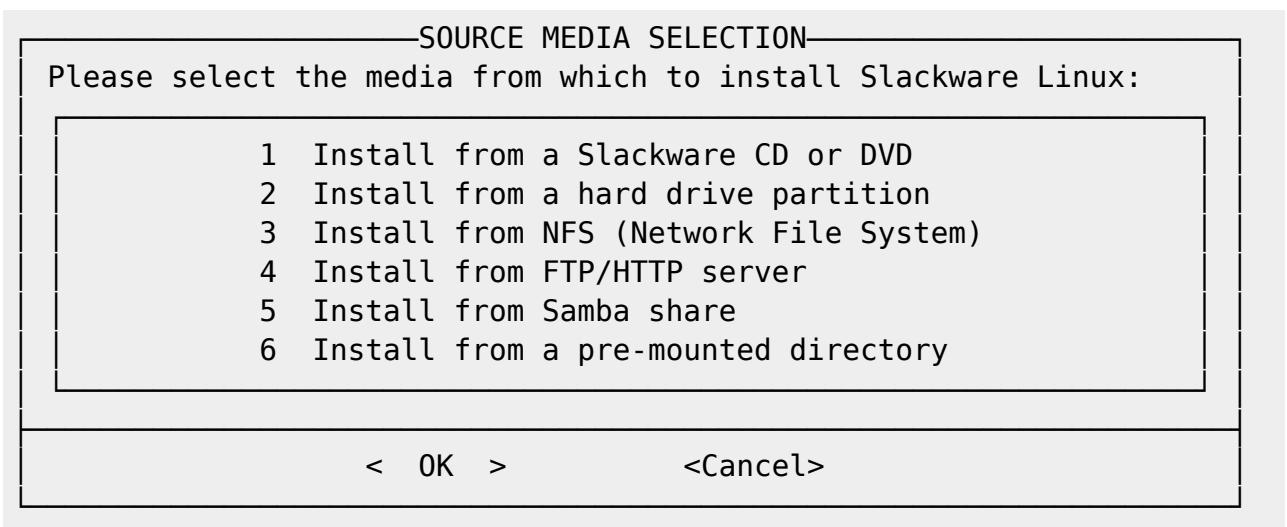 SOURCE MEDIA SELECTION
Please select the media from which to install Slackware Linux:
1 Install from a Slackware CD or DVD
2 Install from a hard drive partition
3 Install from NFS (Network File System)
4 Install from FTP/HTTP server
5 Install from Samba share
6 Install from a pre-mounted directory
< OK > <Cancel>